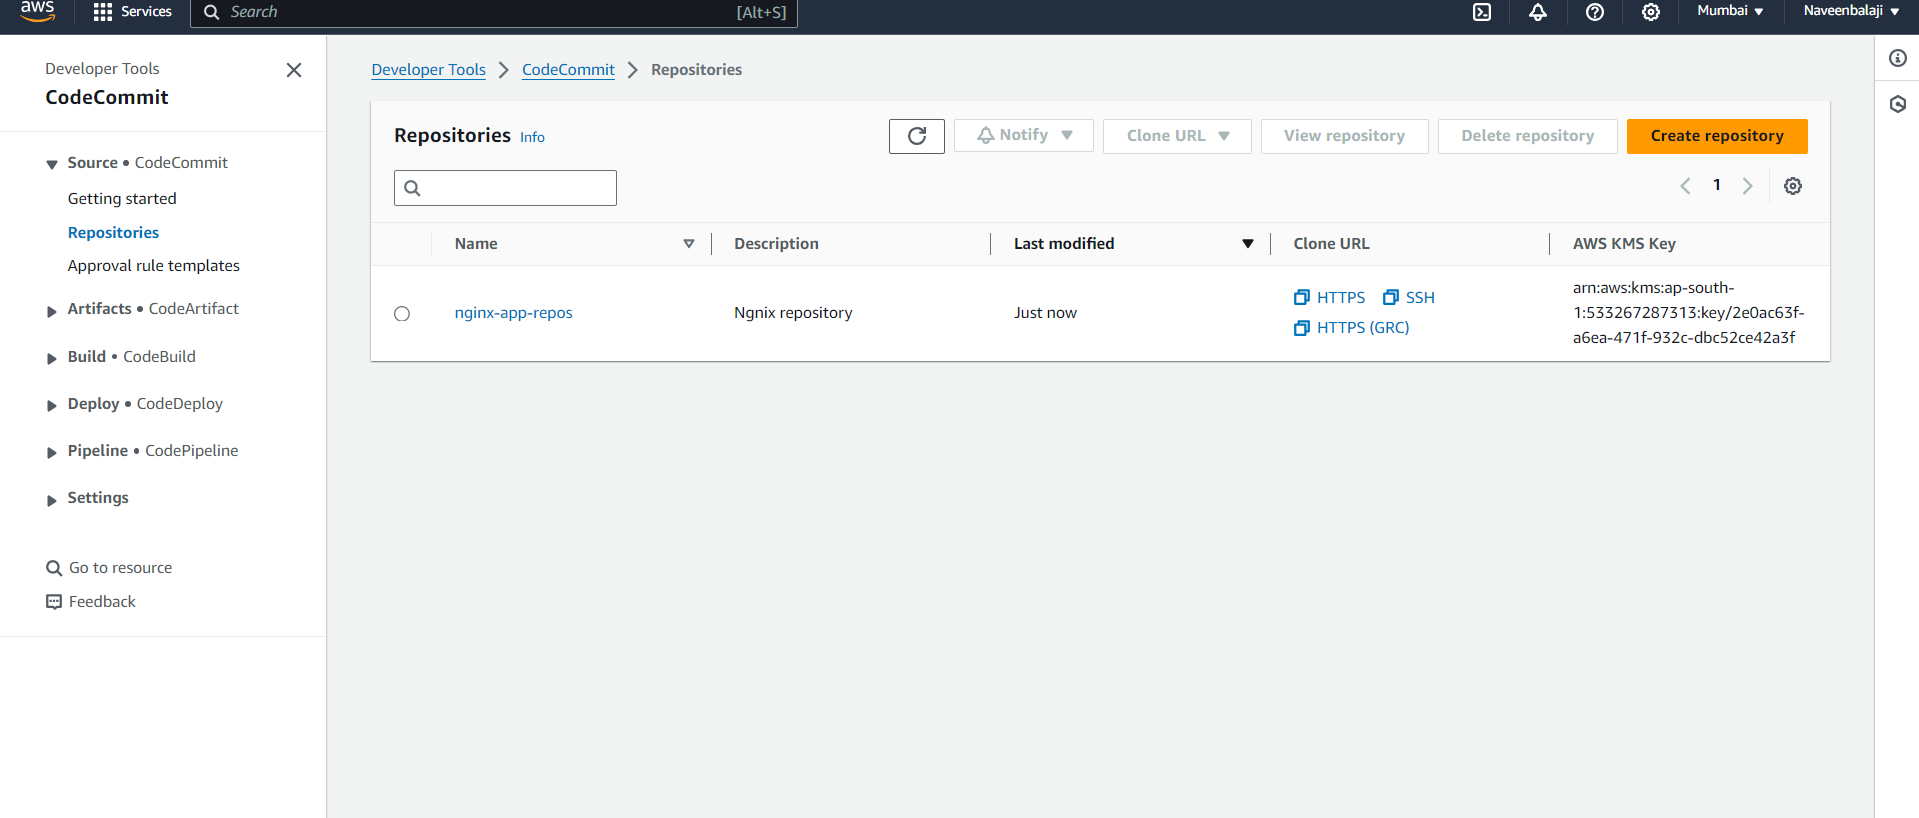 aws Services Search [Alt+S] Mumbai Naveenbalaji
Developer Tools
CodeCommit
Source • CodeCommit
Getting started
Repositories
Approval rule templates
Artifacts • CodeArtifact
Build • CodeBuild
Deploy • CodeDeploy
Pipeline • CodePipeline
Settings
Go to resource
Feedback
Developer Tools > CodeCommit > Repositories
Repositories Info Notify Clone URL View repository Delete repository Create repository
1
Name Description Last modified Clone URL AWS KMS Key
nginx-app-repos Ngnix repository Just now
HTTPS SSH
HTTPS (GRC)
arn:aws:kms:ap-south-
1:533267287313:key/2e0ac63f-
a6ea-471f-932c-dbc52ce42a3f